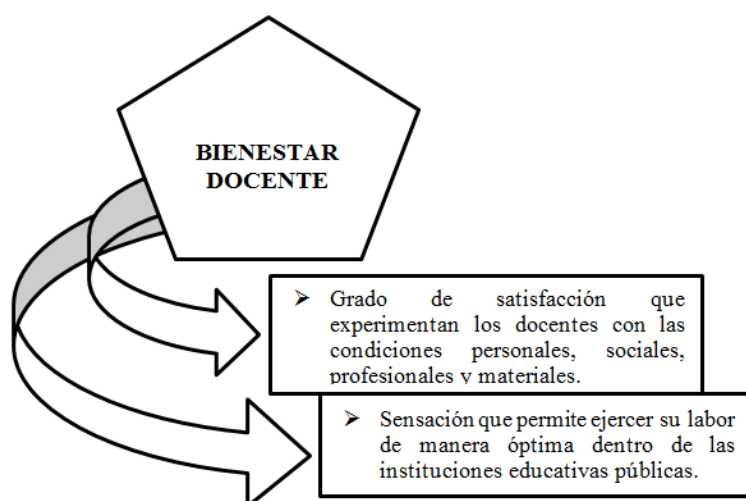 BIENESTAR
DOCENTE
➢ Grado de satisfacción que
experimentan los docentes con las
condiciones personales, sociales,
profesionales y materiales.
➢ Sensación que permite ejercer su labor
de manera óptima dentro de las
instituciones educativas públicas.